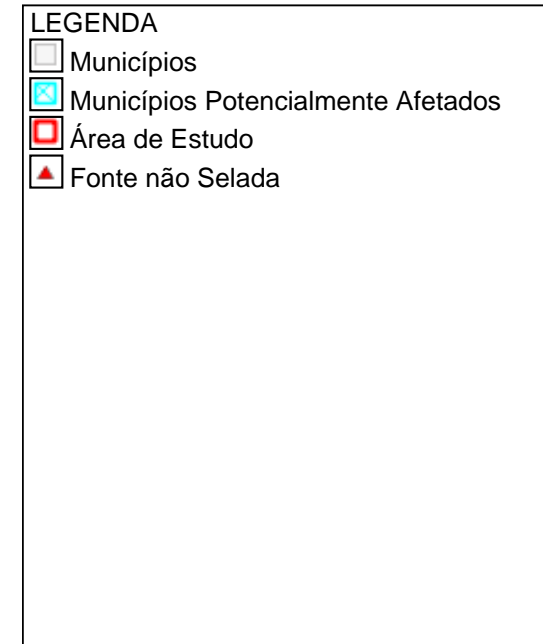 LEGENDA
Municípios
Municípios Potencialmente Afetados
Área de Estudo
Fonte não Selada